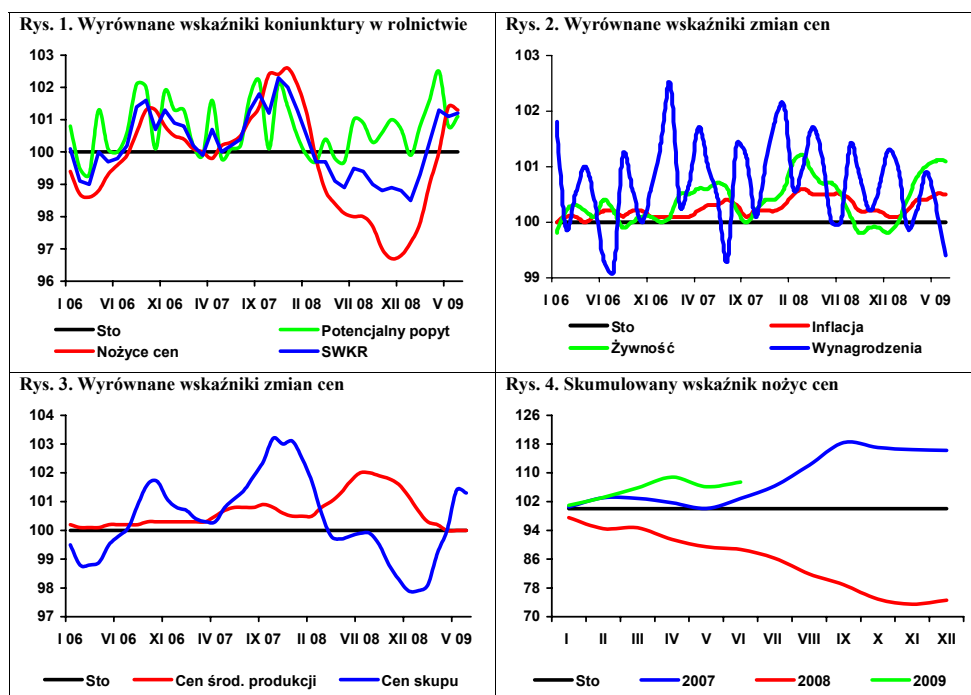 Rys. 1. Wyrównane wskaźniki koniunktury w rolnictwie
103
102
101
100
99
98
97
96
I 06 VI 06 XI 06 IV 07 IX 07 II 08 VII 08 XII 08 V 09
Sto Potencjalny popyt
Nożyce cen SWKR
Rys. 2. Wyrównane wskaźniki zmian cen
103
102
101
100
99
I 06 VI 06 XI 06 IV 07 IX 07 II 08 VII 08 XII 08 V 09
Sto Inflacja
Żywność Wynagrodzenia
Rys. 3. Wyrównane wskaźniki zmian cen
104
103
102
101
100
99
98
97
I 06 VI 06 XI 06 IV 07 IX 07 II 08 VII 08 XII 08 V 09
Sto Cen środ. produkcji Cen skupu
Rys. 4. Skumulowany wskaźnik nożyc cen
126
118
110
102
94
86
78
70
I II III IV V VI VII VIII IX X XI XII
Sto 2007 2008 2009